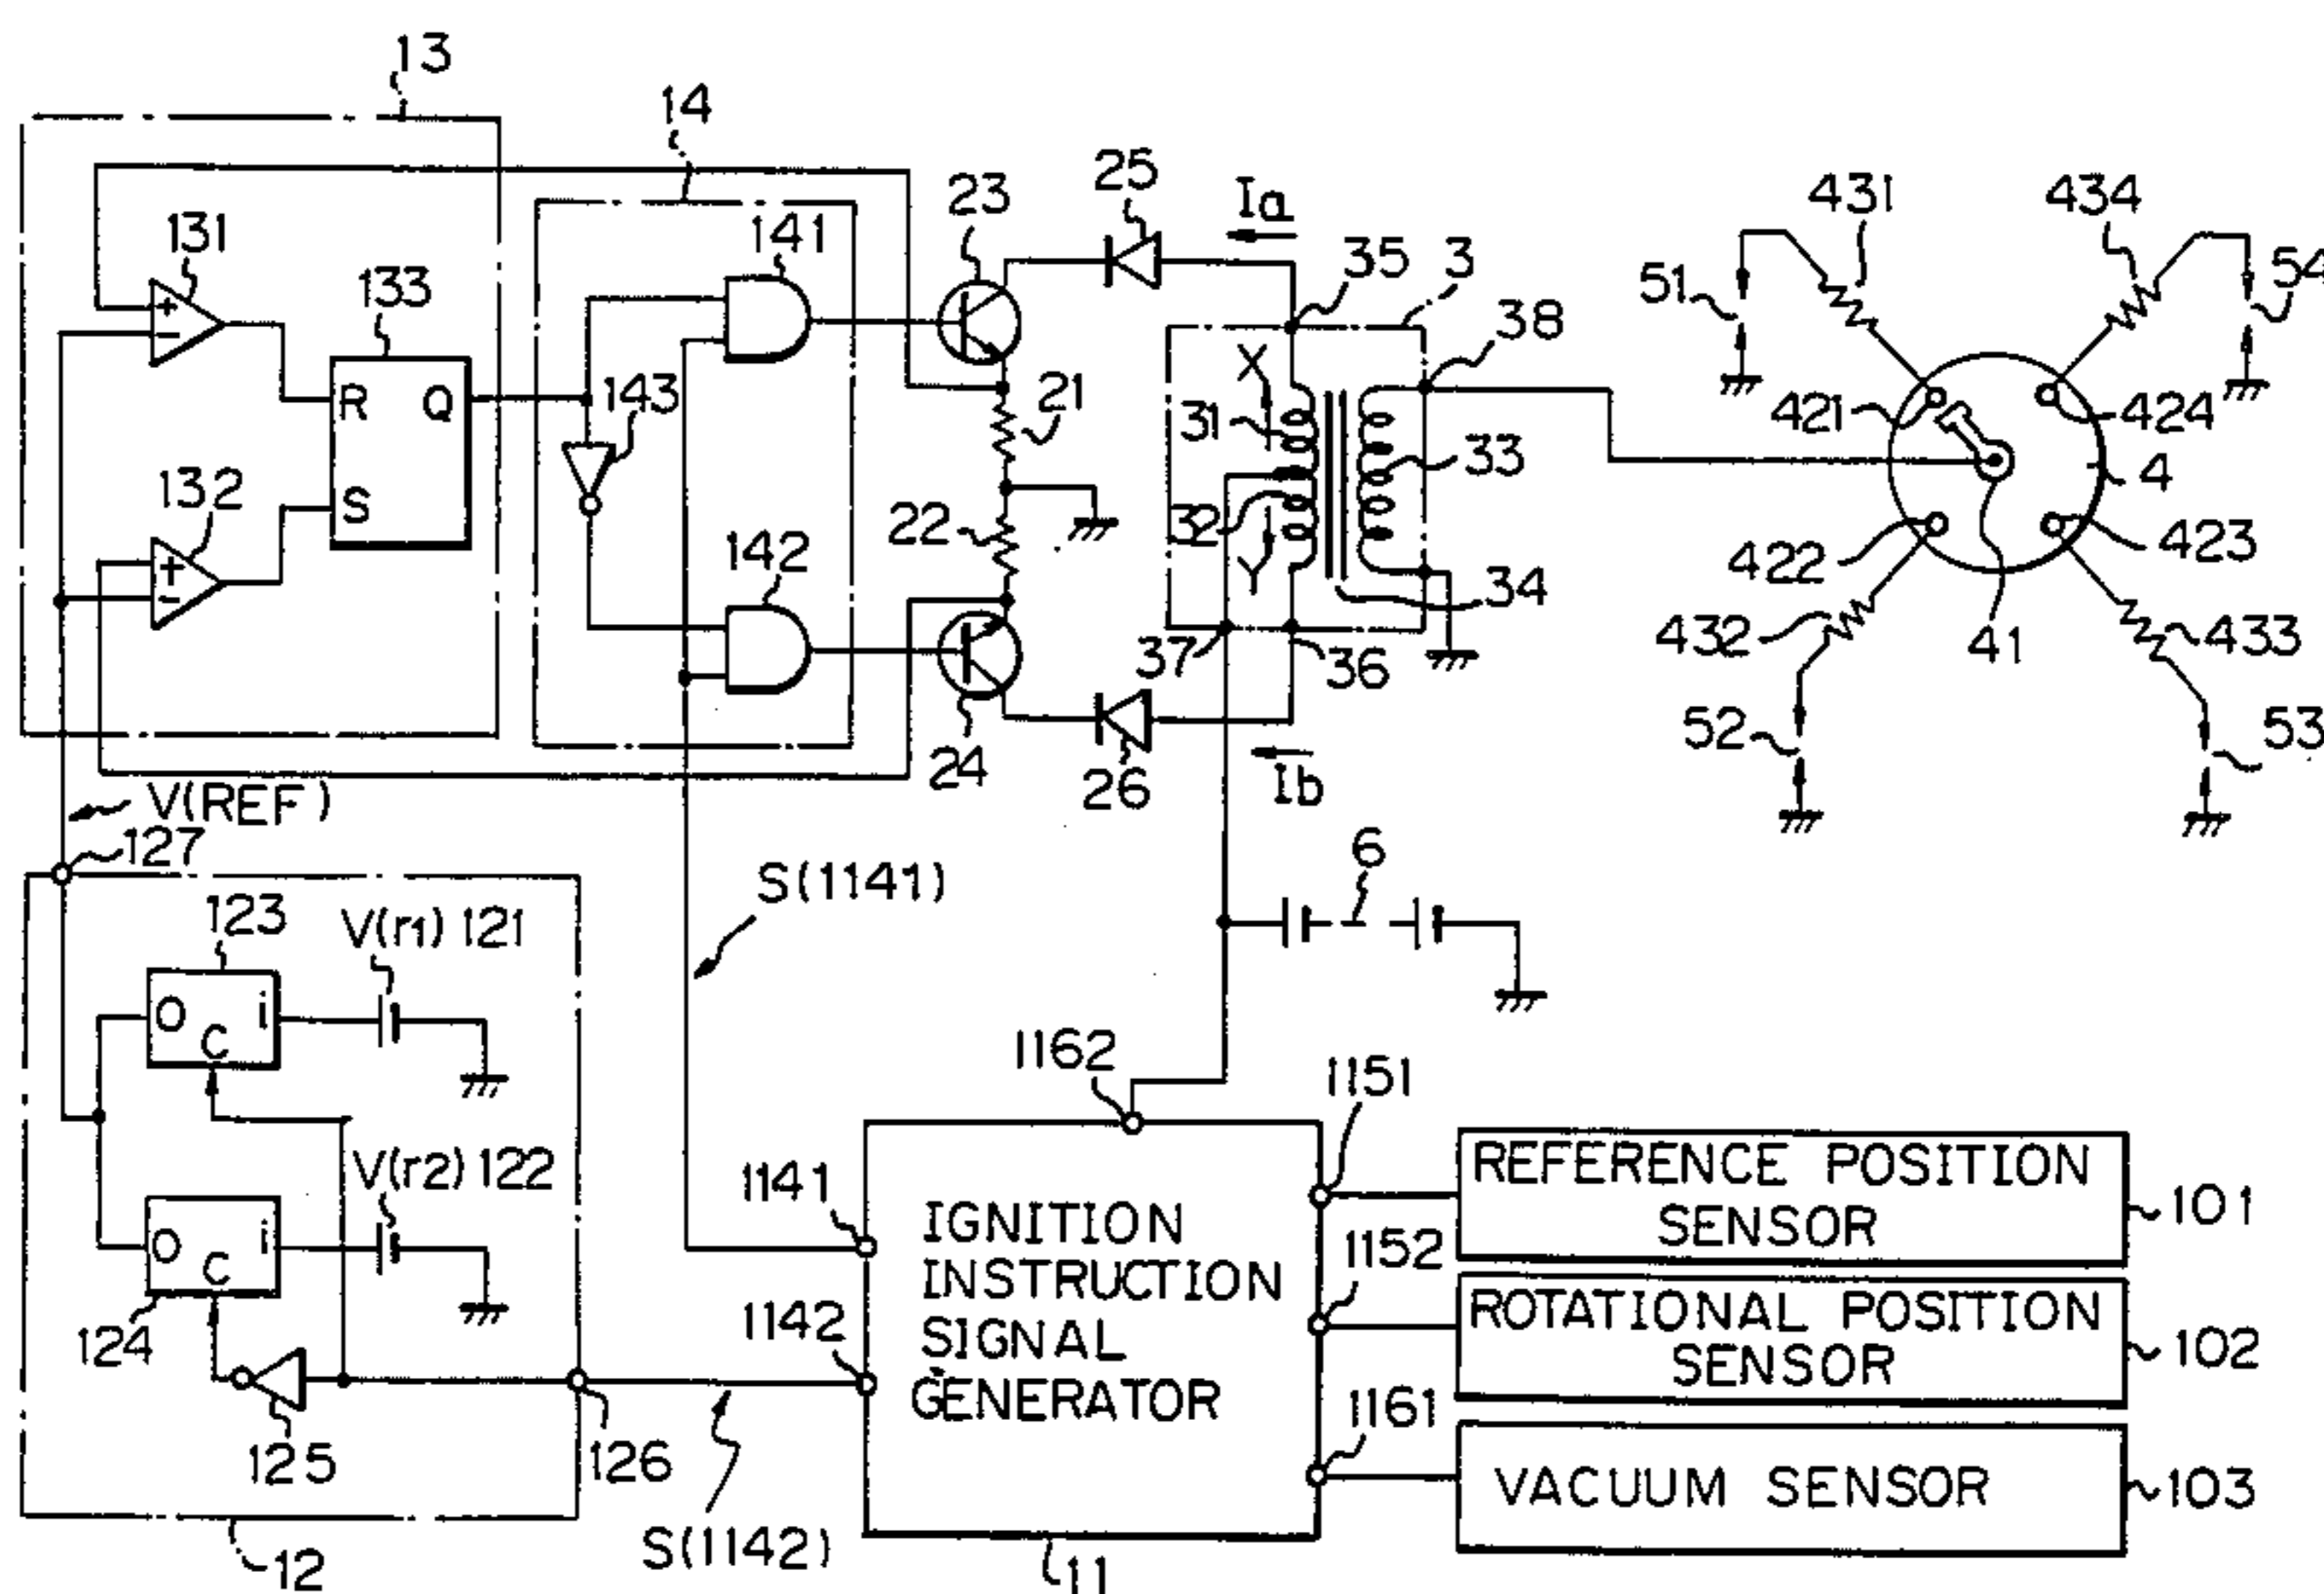 13
14
25
Ia
23
431
434
131
133
141
35
3
51
54
38
+
-
R
Q
143
21
X
31
421
424
33
4
132
S
142
22
32
Y
34
422
423
+
-
37
36
432
41
433
24
26
Ib
52
53
V(REF)
127
S(1141)
6
123
V(r1) 121
O
i
C
1162
1151
V(r2) 122
1141
REFERENCE POSITION
SENSOR
101
IGNITION
INSTRUCTION
SIGNAL
GENERATOR
O
i
C
1152
124
1142
ROTATIONAL POSITION
SENSOR
102
125
126
1161
VACUUM SENSOR
103
12
S(1142)
11